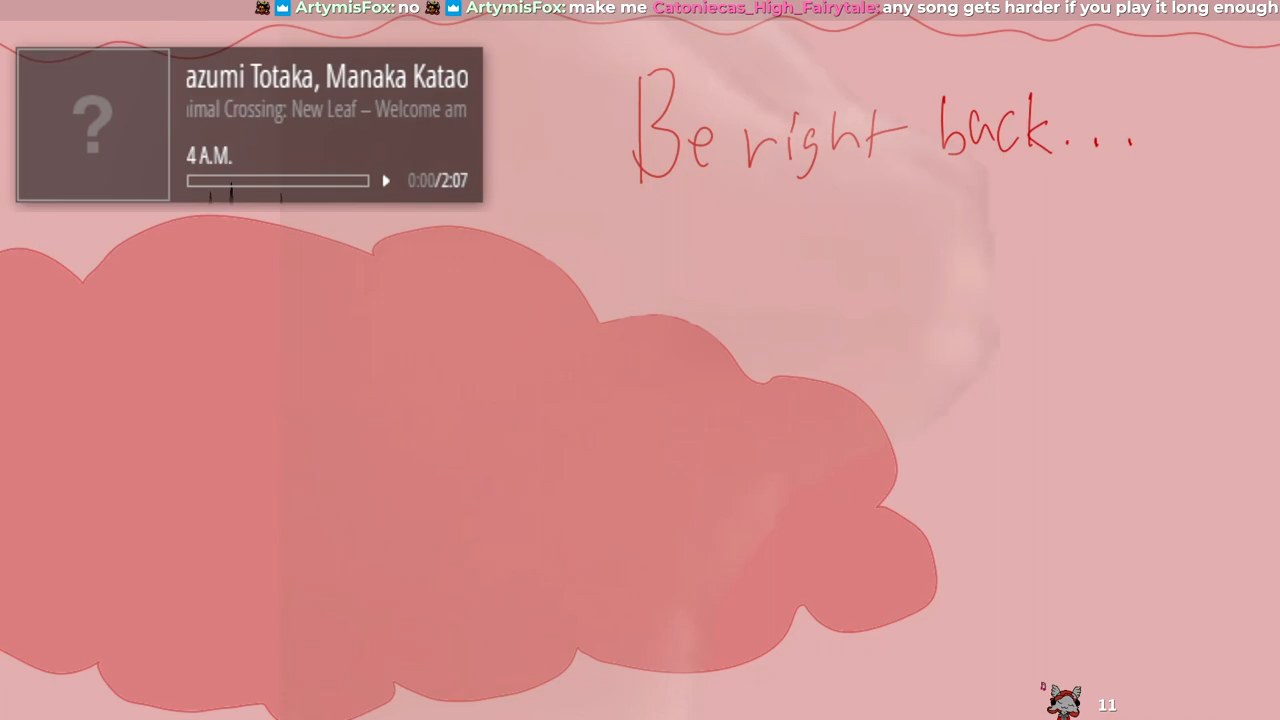 ArtymisFox: no ArtymisFox: make me Catoniecas_High_Fairytale: any song gets harder if you play it long enough
azumi Totaka, Manaka Katao
imal Crossing: New Leaf – Welcome am
4 A.M.
0:00/2:07
?
Be right back...
11